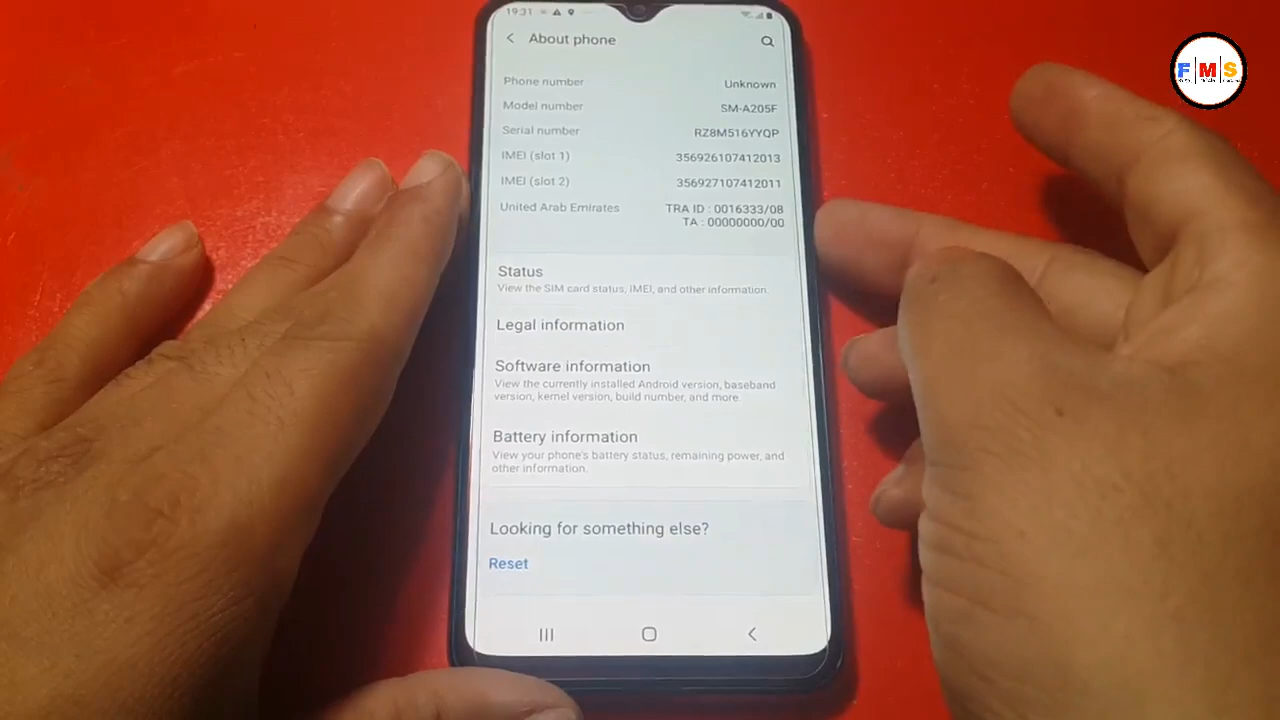 19:31
About phone
Phone number Unknown
Model number SM-A205F
Serial number RZ8M516YYQP
IMEI (slot 1) 356926107412013
IMEI (slot 2) 356927107412011
United Arab Emirates TRA ID : 0016333/08
TA : 00000000/00
Status
View the SIM card status, IMEI, and other information.
Legal information
Software information
View the currently installed Android version, baseband
version, kernel version, build number, and more.
Battery information
View your phone's battery status, remaining power, and
other information.
Looking for something else?
Reset
F M S